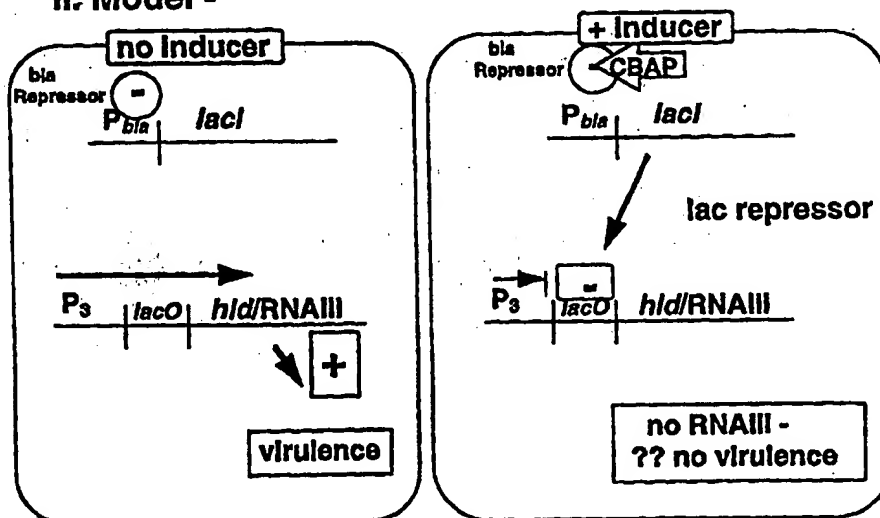 II. Model -
no Inducer
bla
Repressor
-
Pbla lacI
P3 lacO hld/RNAIII
+
virulence
+ Inducer
bla
Repressor
- CBAP
Pbla lacI
lac repressor
-
P3 lacO hld/RNAIII
no RNAIII -
?? no virulence